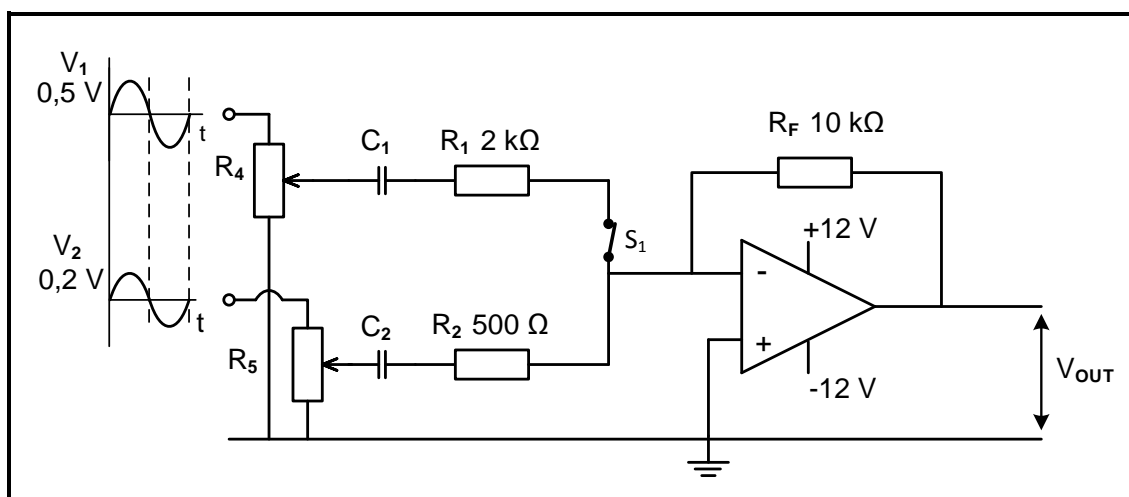 V1
0,5 V
t
R4
C1
R1 2 kΩ
RF 10 kΩ
S1
+12 V
-
+
-12 V
V2
0,2 V
t
R5
C2
R2 500 Ω
VOUT